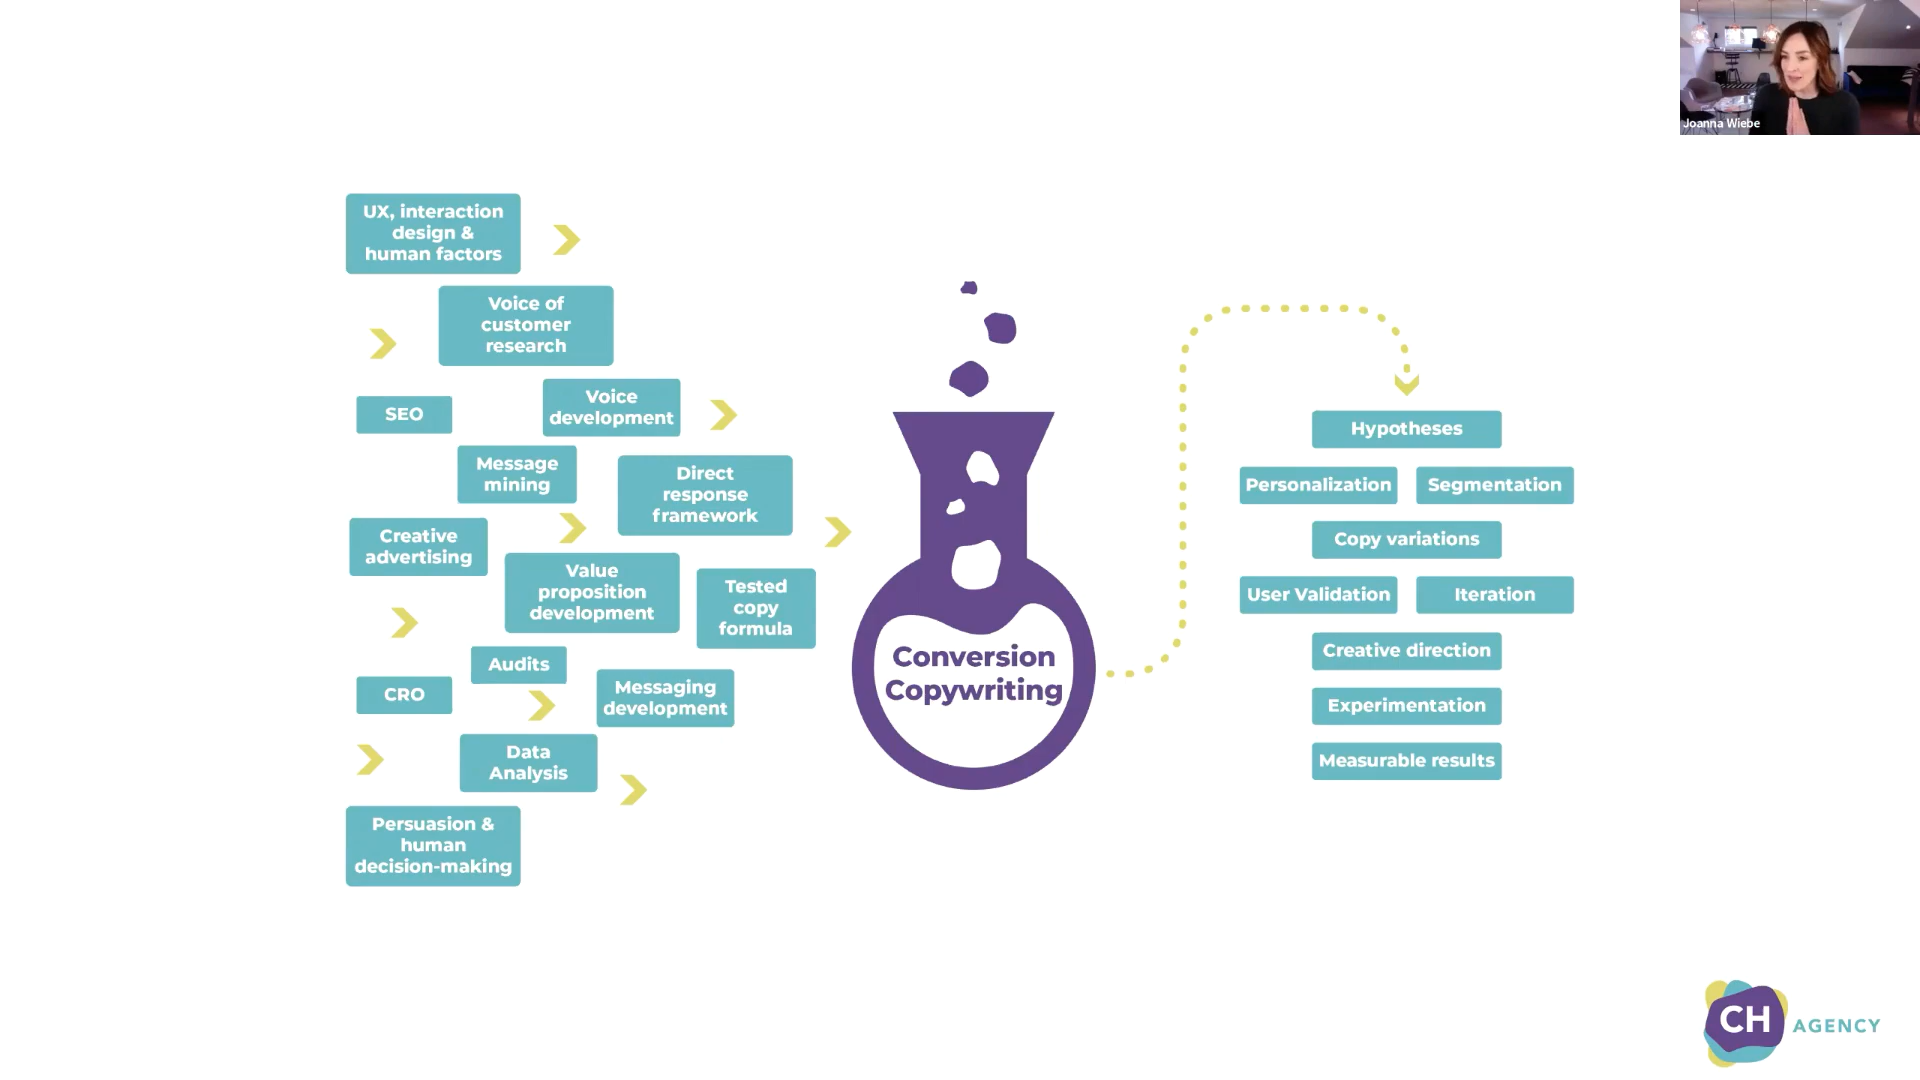 Joanna Wiebe
UX, interaction
design &
human factors
Voice of
customer
research
SEO
Voice
development
Message
mining
Direct
response
framework
Creative
advertising
Value
proposition
development
Tested
copy
formula
Audits
CRO
Messaging
development
Data
Analysis
Persuasion &
human
decision-making
Conversion
Copywriting
Hypotheses
Personalization
Segmentation
Copy variations
User Validation
Iteration
Creative direction
Experimentation
Measurable results
CH AGENCY